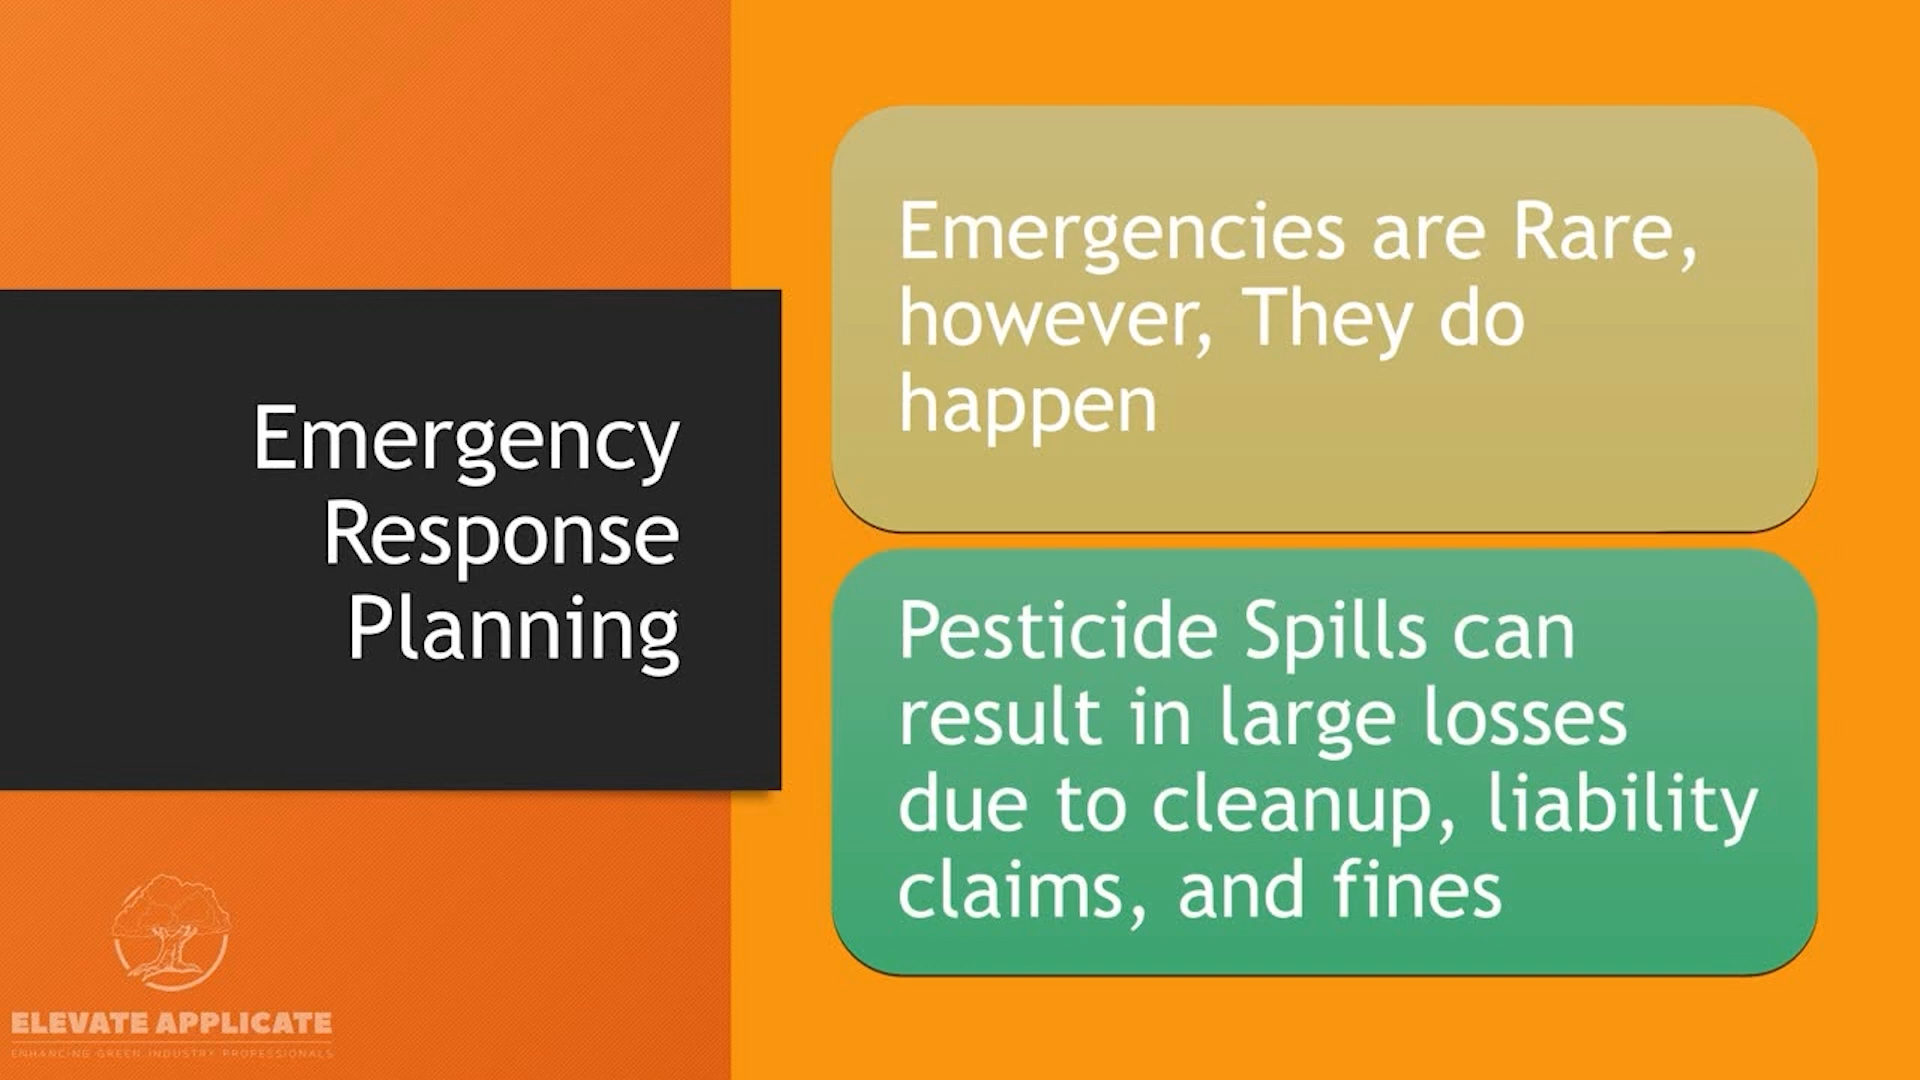 Emergency
Response
Planning
Emergencies are Rare,
however, They do
happen
Pesticide Spills can
result in large losses
due to cleanup, liability
claims, and fines
ELEVATE APPLICATE
ENHANCING GREEN INDUSTRY PROFESSIONALS